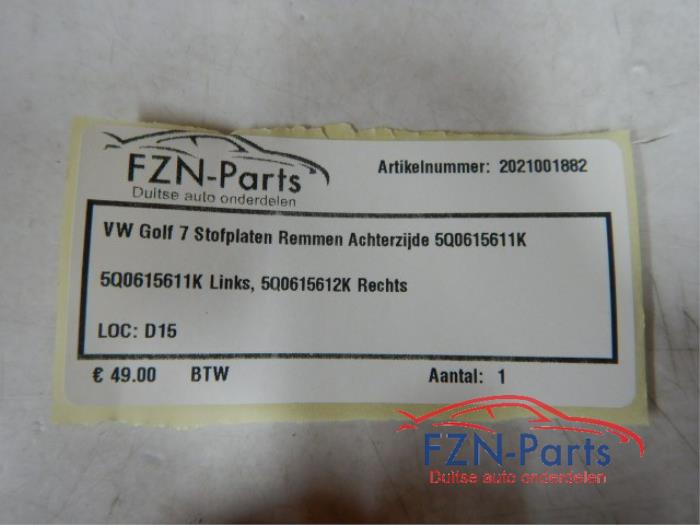 FZN-Parts
Duitse auto onderdelen
Artikelnummer: 2021001882
VW Golf 7 Stofplaten Remmen Achterzijde 5Q0615611K
5Q0615611K Links, 5Q0615612K Rechts
LOC: D15
€ 49.00 BTW Aantal: 1
FZN-Parts
Duitse auto onderdelen